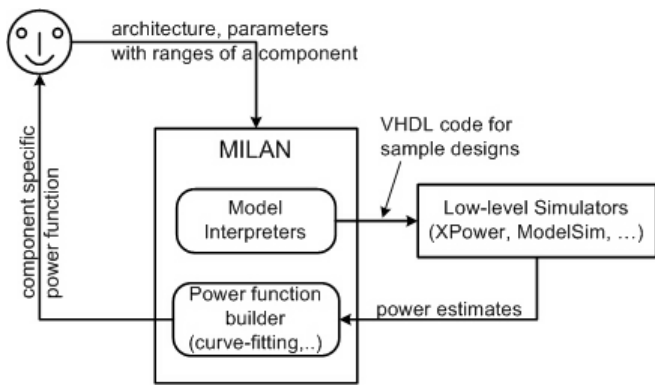 architecture, parameters
with ranges of a component
MILAN
VHDL code for
sample designs
Model
Interpreters
Low-level Simulators
(XPower, ModelSim, …)
component specific
power function
Power function
builder
(curve-fitting,..)
power estimates